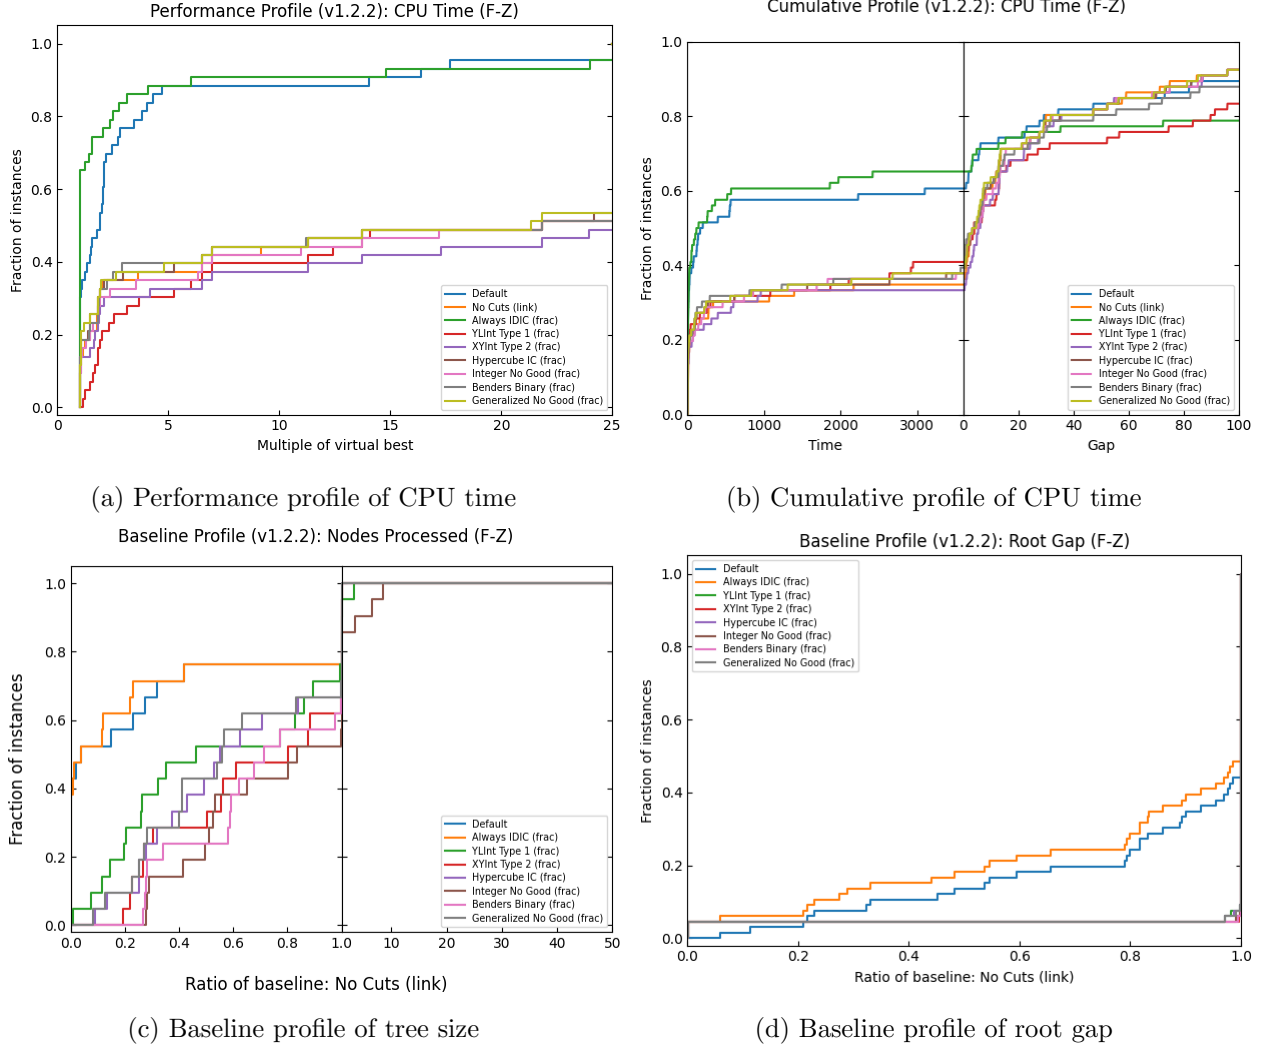 Performance Profile (v1.2.2): CPU Time (F-Z)
Fraction of instances
1.0
0.8
0.6
0.4
0.2
0.0
Default
No Cuts (link)
Always IDIC (frac)
YLInt Type 1 (frac)
XYInt Type 2 (frac)
Hypercube IC (frac)
Integer No Good (frac)
Benders Binary (frac)
Generalized No Good (frac)
0 5 10 15 20 25
Multiple of virtual best
(a) Performance profile of CPU time
Cumulative Profile (v1.2.2): CPU Time (F-Z)
Fraction of instances
1.0
0.8
0.6
0.4
0.2
0.0
Default
No Cuts (link)
Always IDIC (frac)
YLInt Type 1 (frac)
XYInt Type 2 (frac)
Hypercube IC (frac)
Integer No Good (frac)
Benders Binary (frac)
Generalized No Good (frac)
0 1000 2000 3000 0 20 40 60 80 100
Time Gap
(b) Cumulative profile of CPU time
Baseline Profile (v1.2.2): Nodes Processed (F-Z)
Fraction of instances
1.0
0.8
0.6
0.4
0.2
0.0
Default
Always IDIC (frac)
YLInt Type 1 (frac)
XYInt Type 2 (frac)
Hypercube IC (frac)
Integer No Good (frac)
Benders Binary (frac)
Generalized No Good (frac)
0.0 0.2 0.4 0.6 0.8 1.0 10 20 30 40 50
Ratio of baseline: No Cuts (link)
(c) Baseline profile of tree size
Baseline Profile (v1.2.2): Root Gap (F-Z)
Fraction of instances
1.0
0.8
0.6
0.4
0.2
0.0
Default
Always IDIC (frac)
YLInt Type 1 (frac)
XYInt Type 2 (frac)
Hypercube IC (frac)
Integer No Good (frac)
Benders Binary (frac)
Generalized No Good (frac)
0.0 0.2 0.4 0.6 0.8 1.0
Ratio of baseline: No Cuts (link)
(d) Baseline profile of root gap